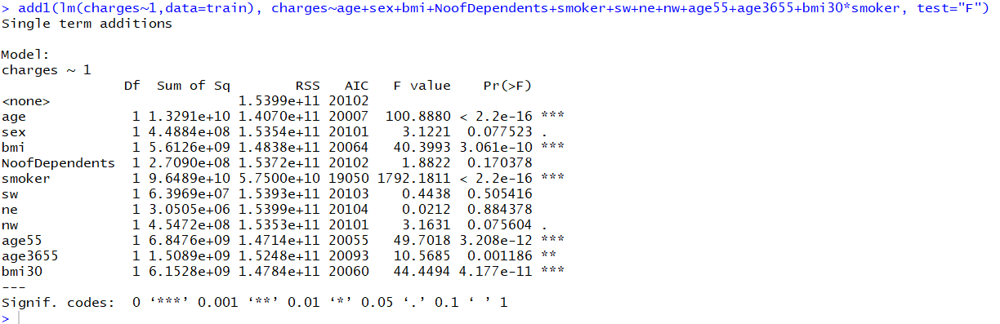 > add1(lm(charges~1,data=train), charges~age+sex+bmi+NoofDependents+smoker+sw+ne+nw+age55+age3655+bmi30*smoker, test="F")
Single term additions

Model:
charges ~ 1
               Df  Sum of Sq        RSS   AIC   F value    Pr(>F)
<none>                       1.5399e+11 20102
age             1 1.3291e+10 1.4070e+11 20007  100.8880 < 2.2e-16 ***
sex             1 4.4884e+08 1.5354e+11 20101    3.1221  0.077523 .
bmi             1 5.6126e+09 1.4838e+11 20064   40.3993 3.061e-10 ***
NoofDependents  1 2.7090e+08 1.5372e+11 20102    1.8822  0.170378
smoker          1 9.6489e+10 5.7500e+10 19050 1792.1811 < 2.2e-16 ***
sw              1 6.3969e+07 1.5393e+11 20103    0.4438  0.505416
ne              1 3.0505e+06 1.5399e+11 20104    0.0212  0.884378
nw              1 4.5472e+08 1.5353e+11 20101    3.1631  0.075604 .
age55           1 6.8476e+09 1.4714e+11 20055   49.7018 3.208e-12 ***
age3655         1 1.5089e+09 1.5248e+11 20093   10.5685  0.001186 **
bmi30           1 6.1528e+09 1.4784e+11 20060   44.4494 4.177e-11 ***
---
Signif. codes:  0 ‘***’ 0.001 ‘**’ 0.01 ‘*’ 0.05 ‘.’ 0.1 ‘ ’ 1
>